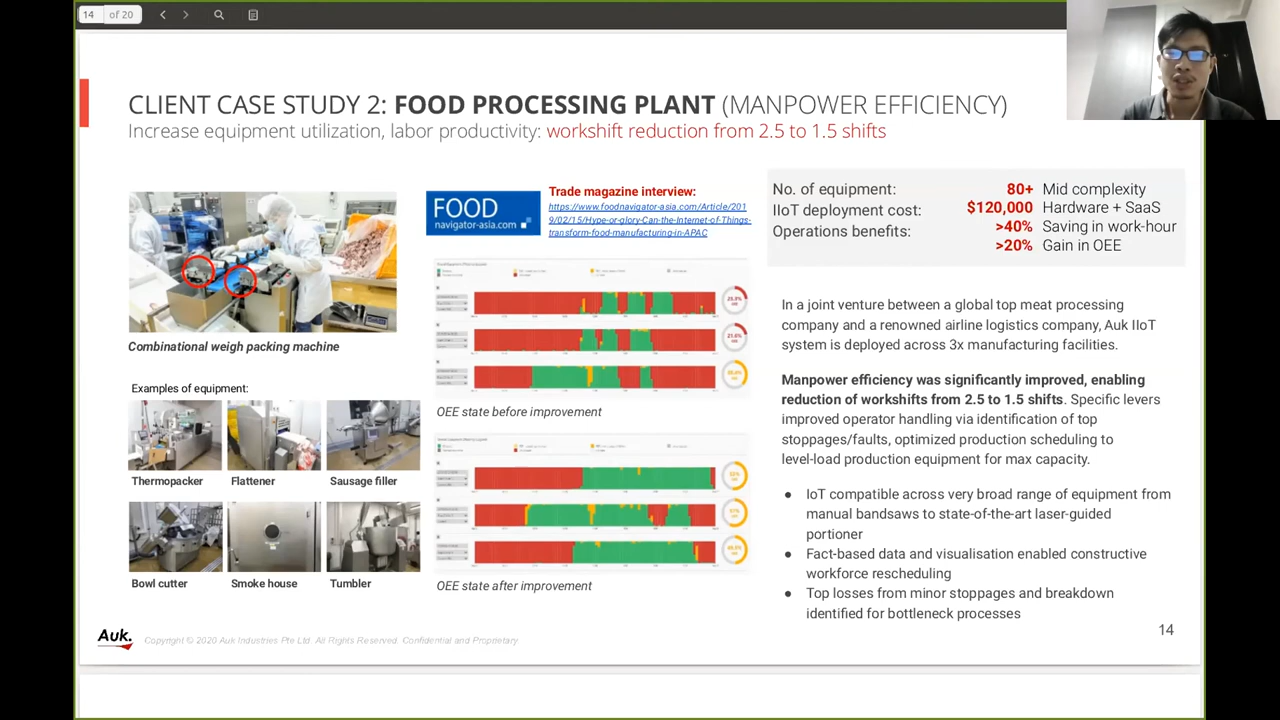 14 of 20
CLIENT CASE STUDY 2: FOOD PROCESSING PLANT (MANPOWER EFFICIENCY)
Increase equipment utilization, labor productivity: workshift reduction from 2.5 to 1.5 shifts
Combinational weigh packing machine
Examples of equipment:
Thermopacker Flattener Sausage filler
Bowl cutter Smoke house Tumbler
FOOD
navigator-asia.com
Trade magazine interview:
https://www.foodnavigator-asia.com/Article/201
9/02/15/Hype-or-glory-Can-the-Internet-of-Things-
transform-food-manufacturing-in-APAC
OEE state before improvement
OEE state after improvement
No. of equipment: 80+ Mid complexity
IIoT deployment cost: $120,000 Hardware + SaaS
Operations benefits: >40% Saving in work-hour
>20% Gain in OEE
In a joint venture between a global top meat processing
company and a renowned airline logistics company, Auk IIoT
system is deployed across 3x manufacturing facilities.
Manpower efficiency was significantly improved, enabling
reduction of workshifts from 2.5 to 1.5 shifts. Specific levers
improved operator handling via identification of top
stoppages/faults, optimized production scheduling to
level-load production equipment for max capacity.
● IoT compatible across very broad range of equipment from
manual bandsaws to state-of-the-art laser-guided
portioner
● Fact-based data and visualisation enabled constructive
workforce rescheduling
● Top losses from minor stoppages and breakdown
identified for bottleneck processes
Auk.
Copyright © 2020 Auk Industries Pte Ltd. All Rights Reserved. Confidential and Proprietary.
14